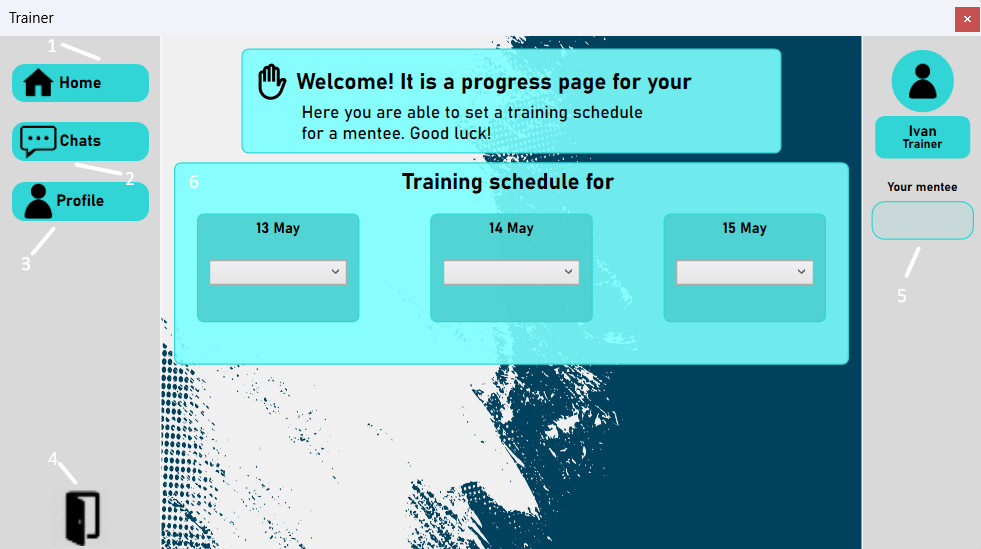 Trainer
1
Home
Chats
2
Profile
3
4
Welcome! It is a progress page for your
Here you are able to set a training schedule
for a mentee. Good luck!
6
Training schedule for
13 May
14 May
15 May
Ivan
Trainer
Your mentee
5